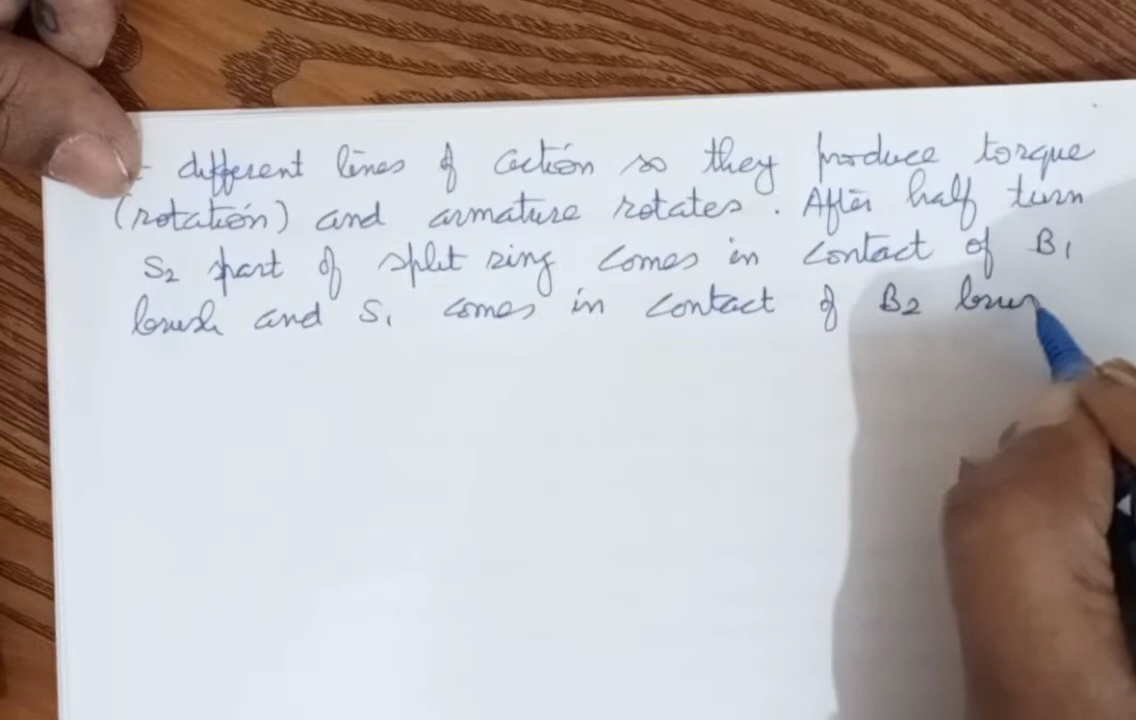 different lines of action so they produce torque
(rotation) and armature rotates. After half turn
S₂ part of split ring comes in contact of B₁
brush and S₁ comes in contact of B₂ brus